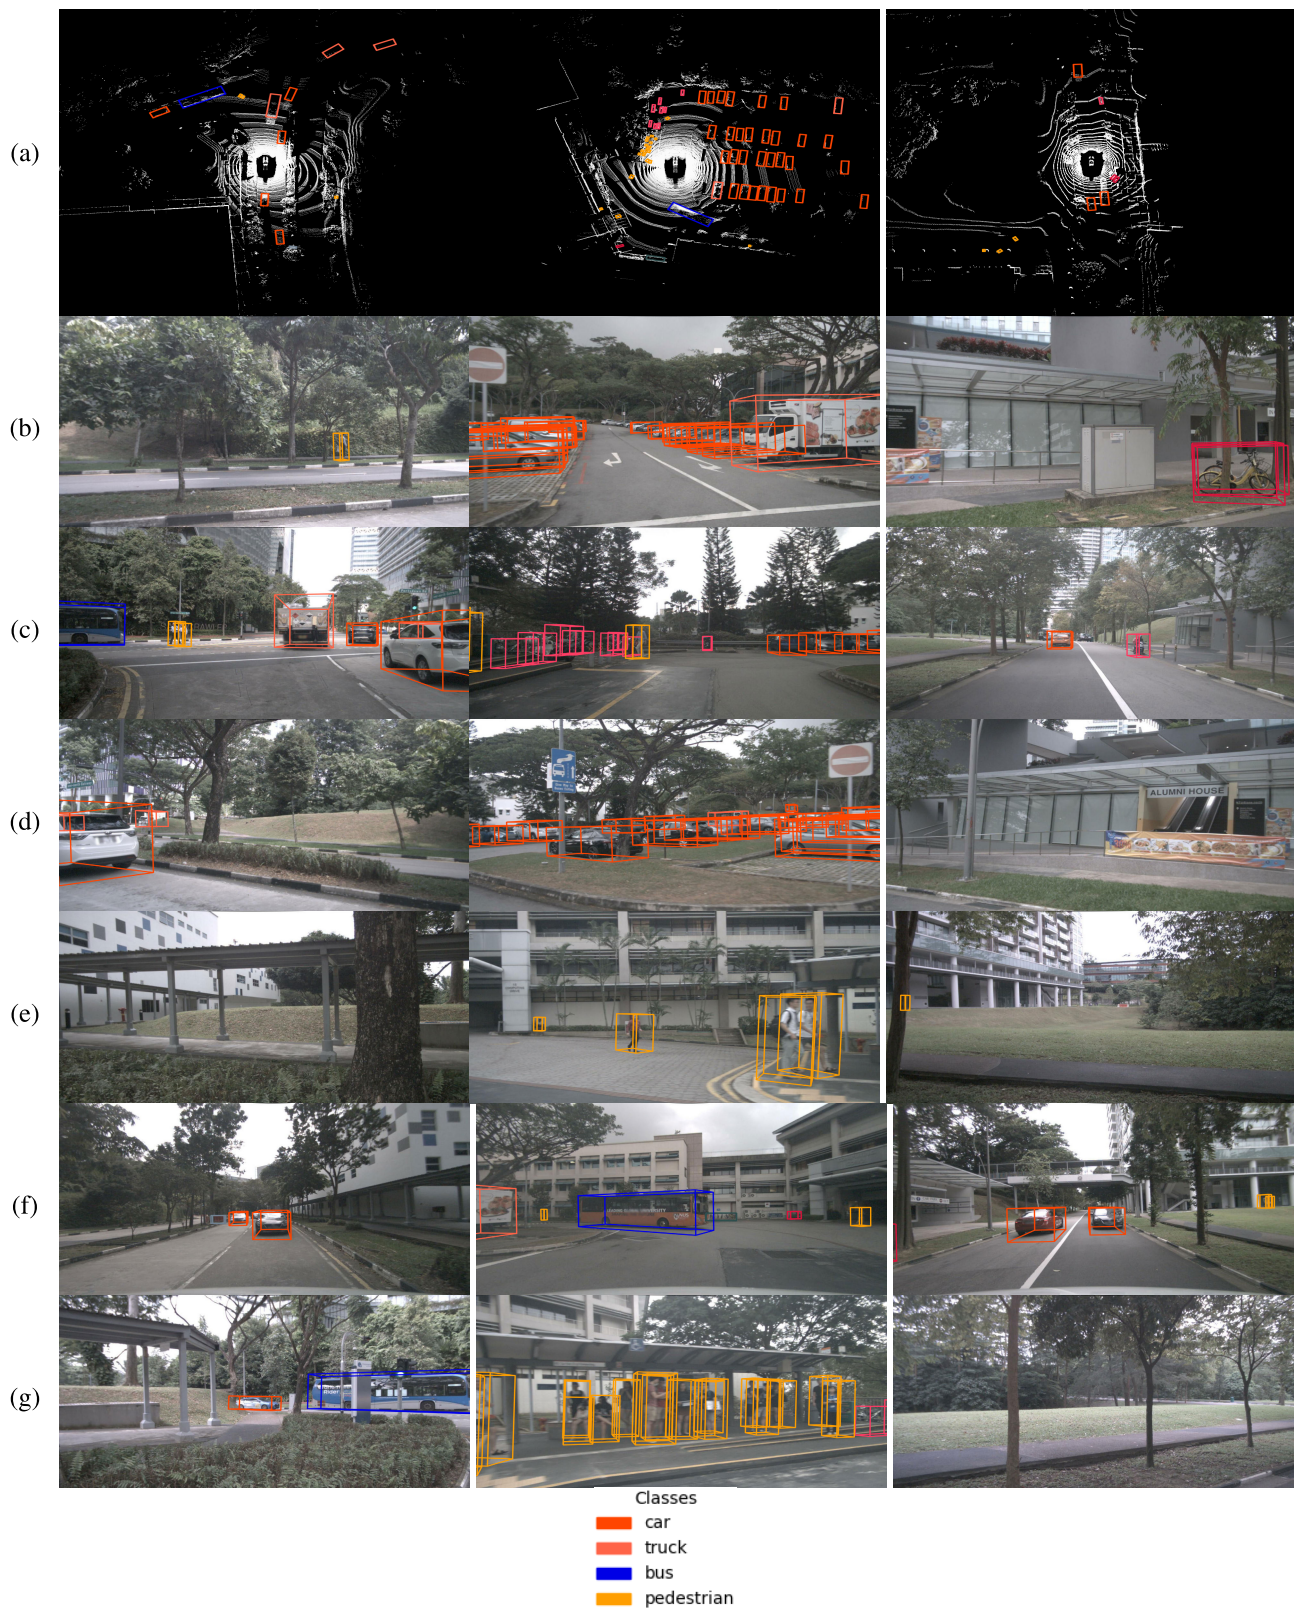 (a)
(b)
(c)
(d)
ALUMNI HOUSE
(e)
(f)
(g)
Classes
car
truck
bus
pedestrian